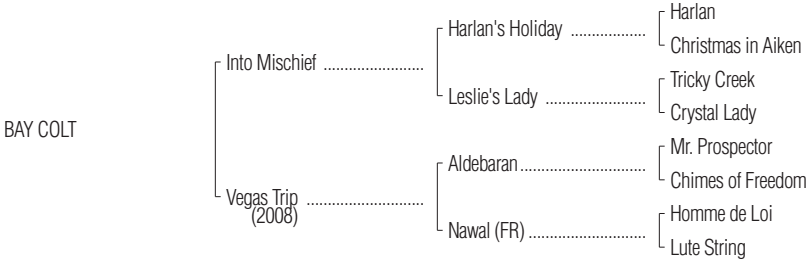 Harlan
Harlan's Holiday ....................
Christmas in Aiken
Into Mischief ...........................
Tricky Creek
Leslie's Lady ...........................
Crystal Lady
BAY COLT
Mr. Prospector
Aldebaran..................................
Chimes of Freedom
Vegas Trip ................................
(2008)
Homme de Loi
Nawal (FR) ................................
Lute String